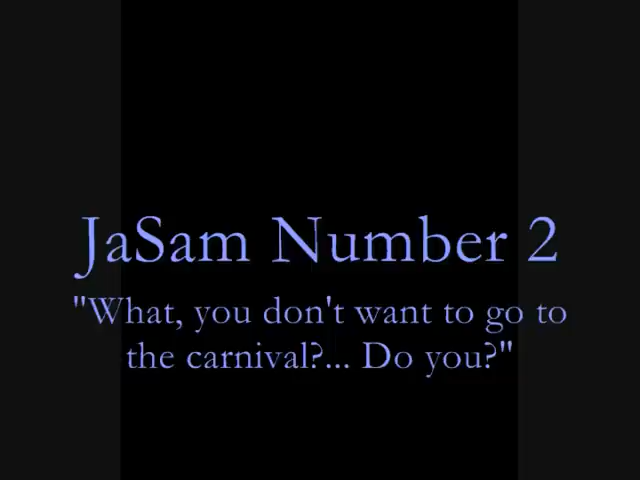 JaSam Number 2
"What, you don't want to go to
the carnival?... Do you?"